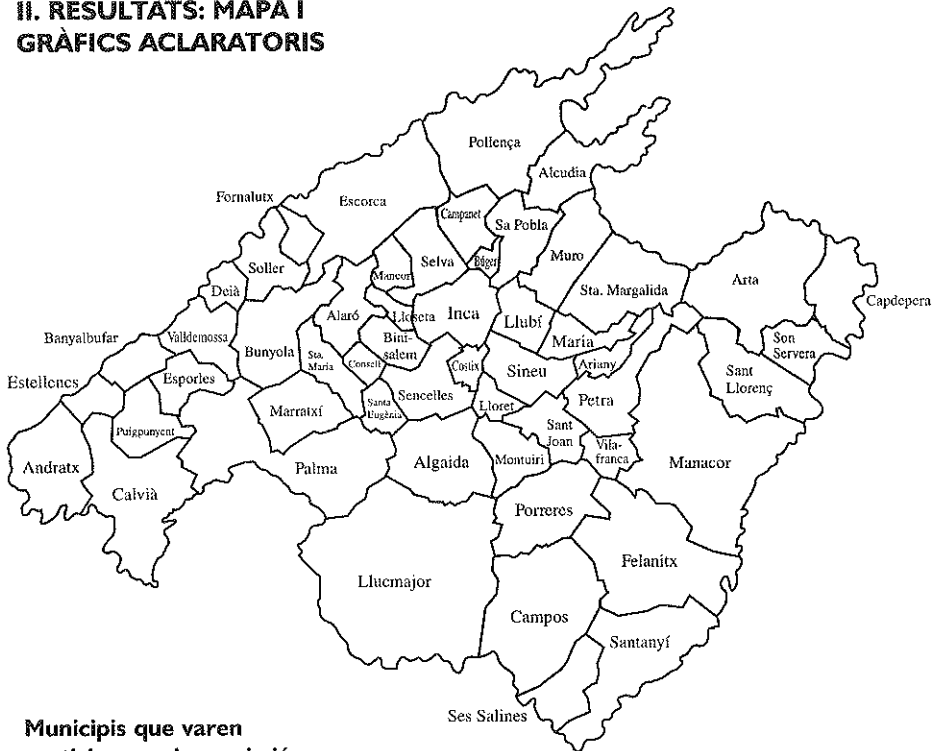 II. RESULTATS: MAPA I
GRÀFICS ACLARATORIS
Pollença
Alcudia
Fornalutx
Escorca
Campanet
Sa Pobla
Búger
Muro
Selva
Mancor
Soller
Deià
Sta. Margalida
Arta
Capdepera
Alaró
Lloseta
Inca
Llubí
Banyalbufar
Valldemossa
Bunyola
Sta.
Maria
Consell
Bini-
salem
Costix
Maria
Son
Servera
Sineu
Ariany
Sant
Llorenç
Estellencs
Esporles
Marratxí
Santa
Eugènia
Sencelles
Lloret
Petra
Puigpunyent
Sant
Joan
Vila-
franca
Andratx
Calvià
Palma
Algaida
Montuiri
Manacor
Porreres
Llucmajor
Felanitx
Campos
Santanyí
Ses Salines
Municipis que varen